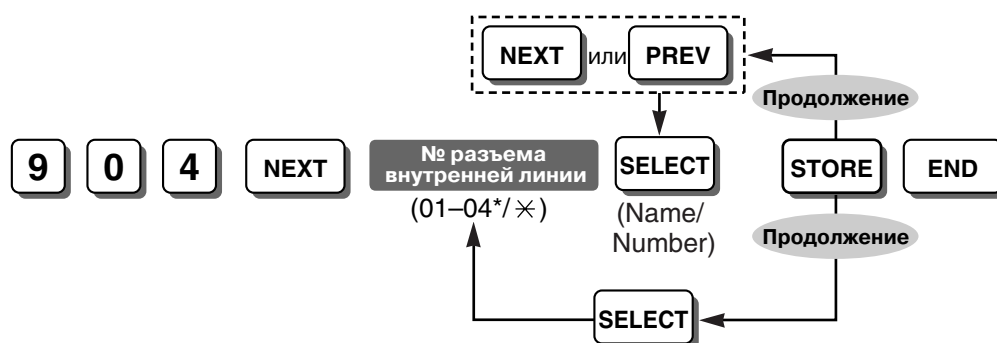 NEXT или PREV
Продолжение
9 0 4 NEXT
№ разъема
внутренней линии
(01–04*/✳)
SELECT
(Name/
Number)
STORE
END
Продолжение
SELECT